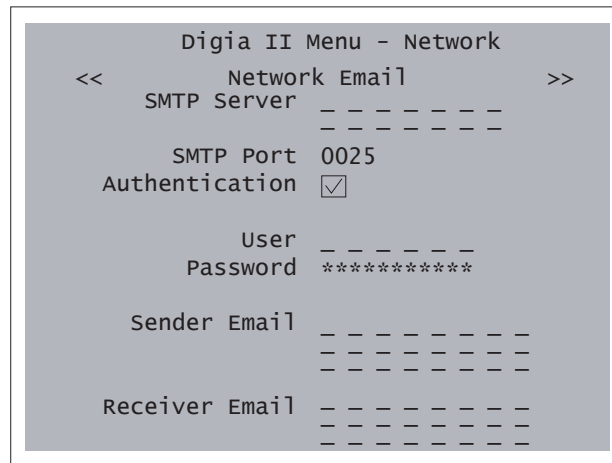 Digia II Menu - Network
<< Network Email >>
SMTP Server _ _ _ _ _ _ _
_ _ _ _ _ _ _
SMTP Port 0025
Authentication ☑
User _ _ _ _ _ _
Password ***********
Sender Email _ _ _ _ _ _ _ _
_ _ _ _ _ _ _ _
_ _ _ _ _ _ _ _
Receiver Email _ _ _ _ _ _ _ _
_ _ _ _ _ _ _ _
_ _ _ _ _ _ _ _